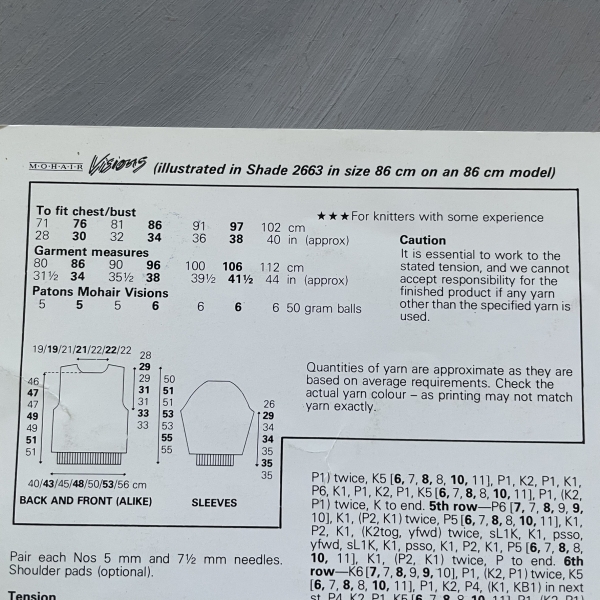 M·O·H·A·I·R Visions (illustrated in Shade 2663 in size 86 cm on an 86 cm model)
To fit chest/bust
71 76 81 86 91 97 102 cm
28 30 32 34 36 38 40 in (approx)
Garment measures
80 86 90 96 100 106 112 cm
31½ 34 35½ 38 39½ 41½ 44 in (approx)
Patons Mohair Visions
5 5 5 6 6 6 6 50 gram balls
★★★For knitters with some experience
Caution
It is essential to work to the
stated tension, and we cannot
accept responsibility for the
finished product if any yarn
other than the specified yarn is
used.
Quantities of yarn are approximate as they are
based on average requirements. Check the
actual yarn colour – as printing may not match
yarn exactly.
19/19/21/21/22/22/22
28
29
29
31
31
33
33
46
47
47
49
49
51
51
50
51
51
53
53
55
55
40/43/45/48/50/53/56 cm
BACK AND FRONT (ALIKE)
26
29
34
34
35
35
35
SLEEVES
Pair each Nos 5 mm and 7½ mm needles.
Shoulder pads (optional).
Tension
P1) twice, K5 [6, 7, 8, 8, 10, 11], P1, K2, P1, K1,
P6, K1, P1, K2, P1, K5 [6, 7, 8, 8, 10, 11], P1, (K2,
P1) twice, K to end. 5th row—P6 [7, 7, 8, 9, 9,
10], K1, (P2, K1) twice, P5 [6, 7, 8, 8, 10, 11], K1,
P2, K1, (K2tog, yfwd) twice, sL1K, K1, psso,
yfwd, sL1K, K1, psso, K1, P2, K1, P5 [6, 7, 8, 8,
10, 11], K1, (P2, K1) twice, P to end. 6th
row—K6 [7, 7, 8, 9, 9, 10], P1, (K2, P1) twice, K5
[6, 7, 8, 8, 10, 11], P1, K2, P4, (K1, KB1) in next
st, P4, K2, P1, K5 [6, 7, 8, 8, 10, 11], P1, (K2, P1)